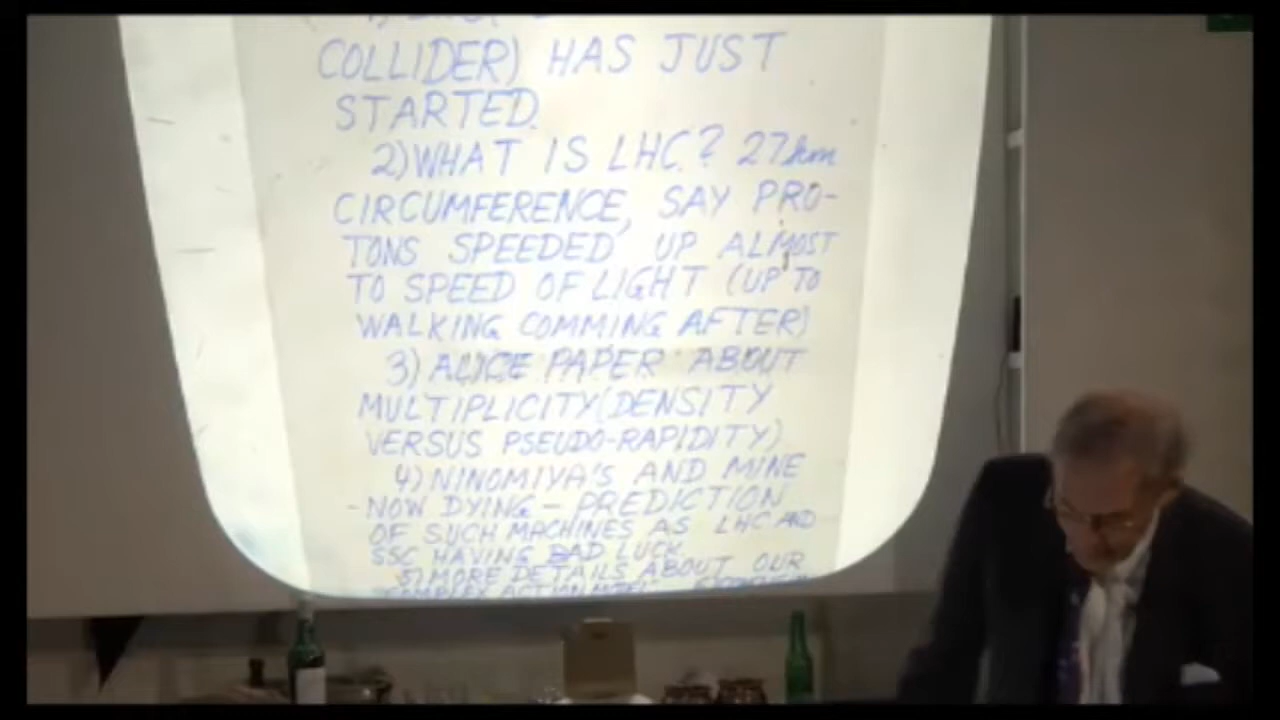 COLLIDER) HAS JUST
STARTED.
2) WHAT IS LHC? 27km
CIRCUMFERENCE, SAY PRO-
TONS SPEEDED UP ALMOST
TO SPEED OF LIGHT (UP TO
WALKING COMMING AFTER)
3) ALICE PAPER ABOUT
MULTIPLICITY (DENSITY
VERSUS PSEUDO-RAPIDITY)
4) NINOMIYA'S AND MINE
- NOW DYING - PREDICTION
OF SUCH MACHINES AS LHC AND
SSC HAVING BAD LUCK
5) MORE DETAILS ABOUT OUR
COMPLEX ACTION